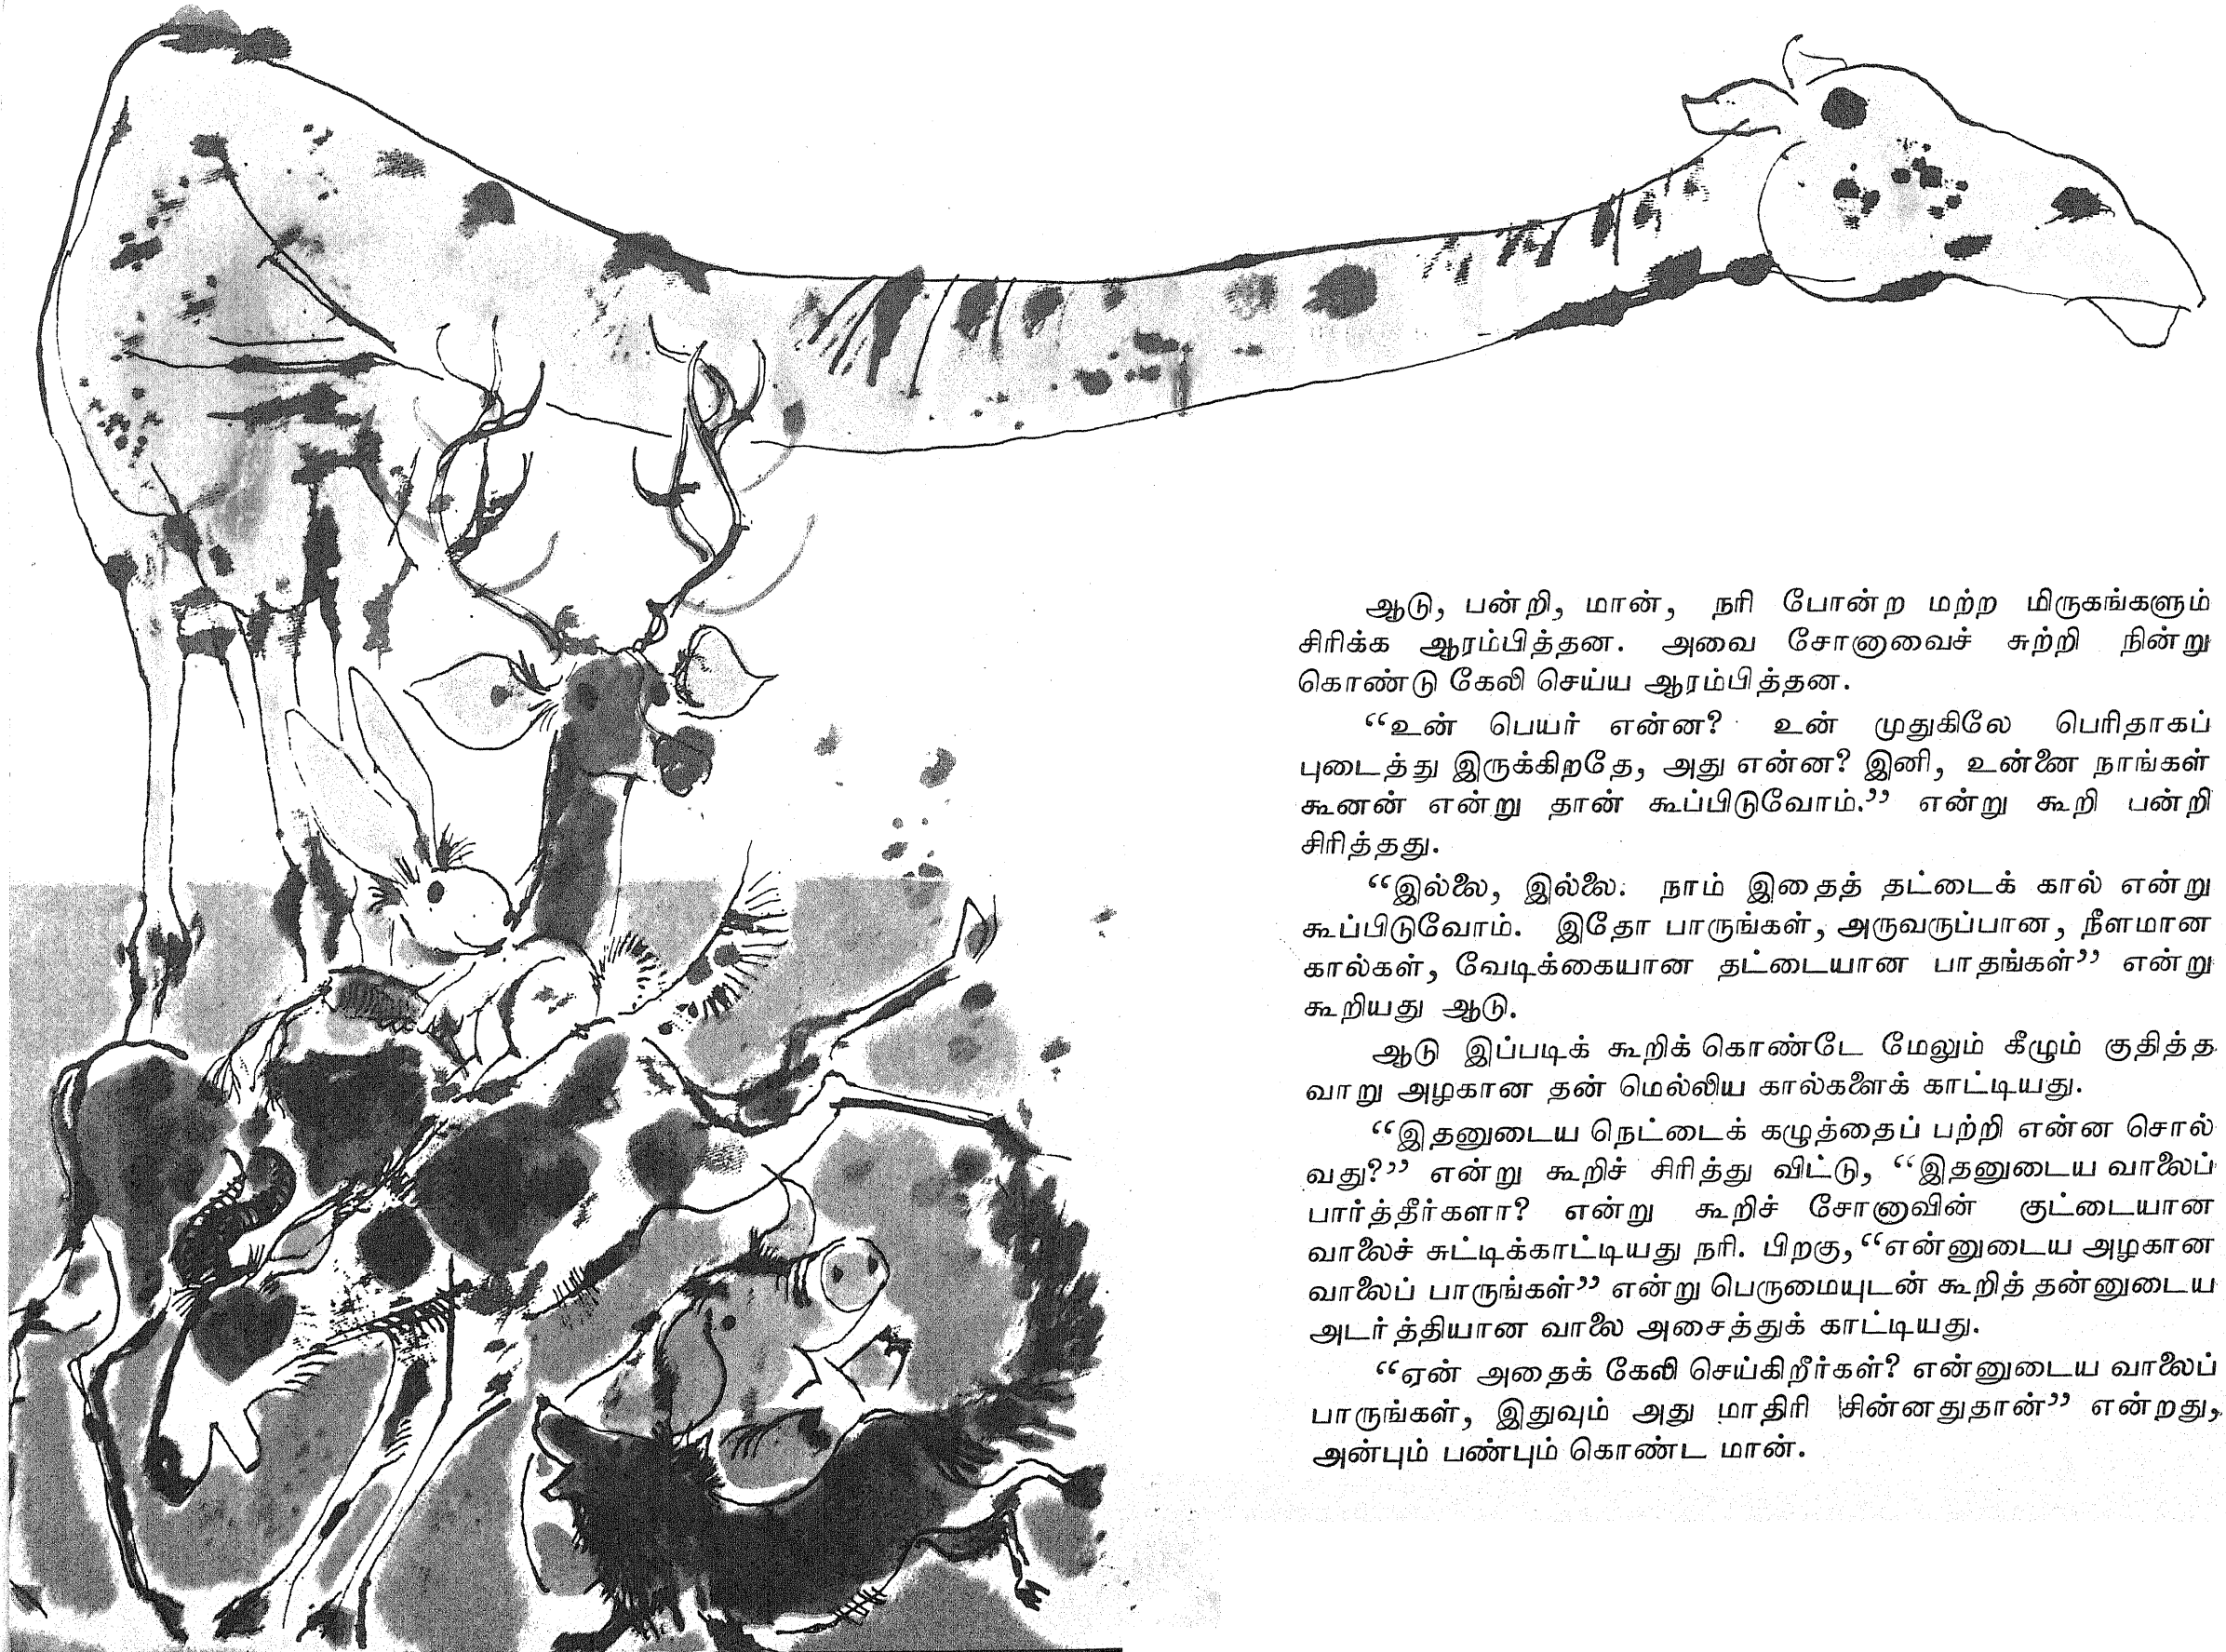 ஆடு, பன்றி, மான், நரி போன்ற மற்ற மிருகங்களும்
சிரிக்க ஆரம்பித்தன. அவை சோனாவைச் சுற்றி நின்று
கொண்டு கேலி செய்ய ஆரம்பித்தன.
“உன் பெயர் என்ன? உன் முதுகிலே பெரிதாகப்
புடைத்து இருக்கிறதே, அது என்ன? இனி, உன்னை நாங்கள்
கூனன் என்று தான் கூப்பிடுவோம்.” என்று கூறி பன்றி
சிரித்தது.
“இல்லை, இல்லை. நாம் இதைத் தட்டைக் கால் என்று
கூப்பிடுவோம். இதோ பாருங்கள், அருவருப்பான, நீளமான
கால்கள், வேடிக்கையான தட்டையான பாதங்கள்” என்று
கூறியது ஆடு.
ஆடு இப்படிக் கூறிக் கொண்டே மேலும் கீழும் குதித்த
வாறு அழகான தன் மெல்லிய கால்களைக் காட்டியது.
“இதனுடைய நெட்டைக் கழுத்தைப் பற்றி என்ன சொல்
வது?” என்று கூறிச் சிரித்து விட்டு, “இதனுடைய வாலைப்
பார்த்தீர்களா? என்று கூறிச் சோனாவின் குட்டையான
வாலைச் சுட்டிக்காட்டியது நரி. பிறகு, “என்னுடைய அழகான
வாலைப் பாருங்கள்” என்று பெருமையுடன் கூறித் தன்னுடைய
அடர்த்தியான வாலை அசைத்துக் காட்டியது.
“ஏன் அதைக் கேலி செய்கிறீர்கள்? என்னுடைய வாலைப்
பாருங்கள், இதுவும் அது மாதிரி சின்னதுதான்” என்றது,
அன்பும் பண்பும் கொண்ட மான்.